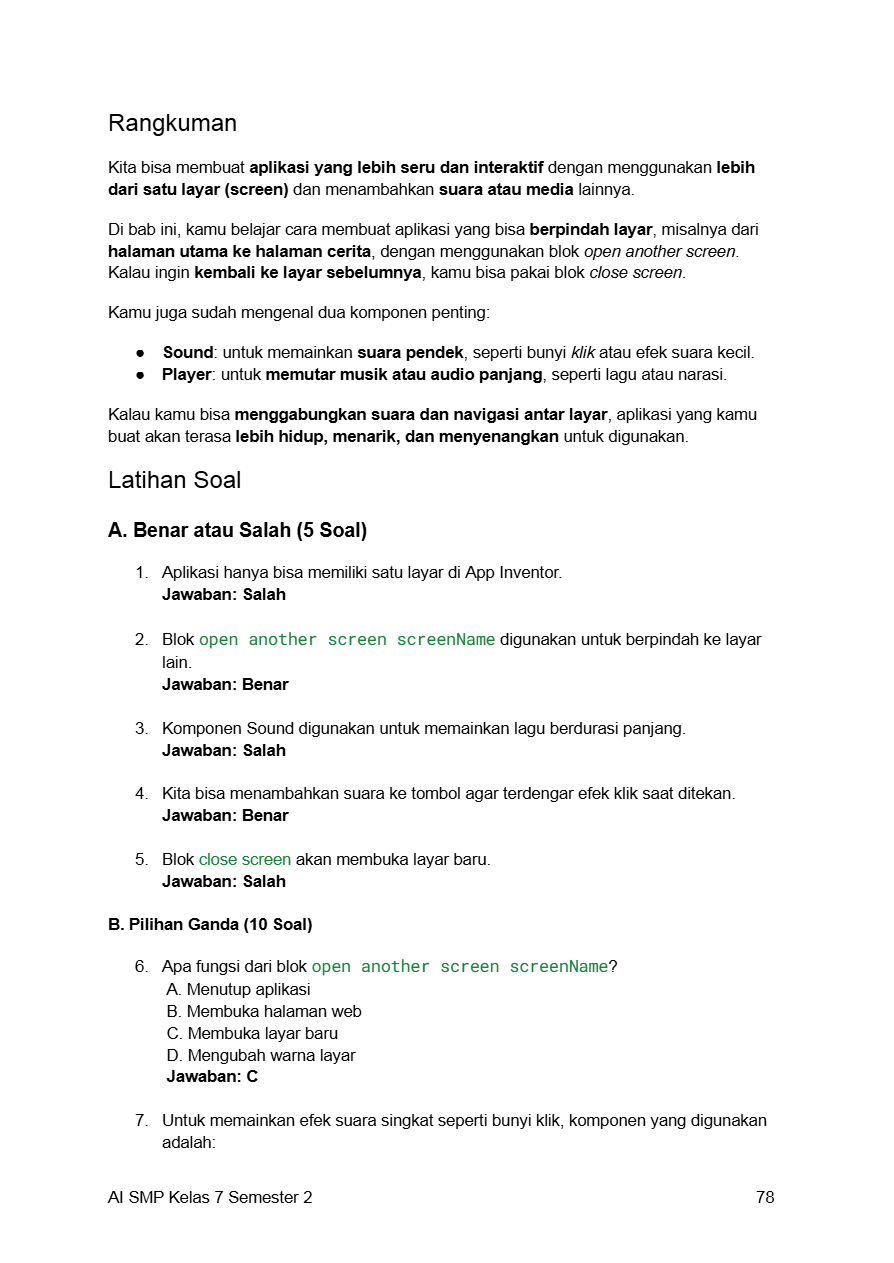 Rangkuman
Kita bisa membuat aplikasi yang lebih seru dan interaktif dengan menggunakan lebih
dari satu layar (screen) dan menambahkan suara atau media lainnya.
Di bab ini, kamu belajar cara membuat aplikasi yang bisa berpindah layar, misalnya dari
halaman utama ke halaman cerita, dengan menggunakan blok open another screen.
Kalau ingin kembali ke layar sebelumnya, kamu bisa pakai blok close screen.
Kamu juga sudah mengenal dua komponen penting:
● Sound: untuk memainkan suara pendek, seperti bunyi klik atau efek suara kecil.
● Player: untuk memutar musik atau audio panjang, seperti lagu atau narasi.
Kalau kamu bisa menggabungkan suara dan navigasi antar layar, aplikasi yang kamu
buat akan terasa lebih hidup, menarik, dan menyenangkan untuk digunakan.
Latihan Soal
A. Benar atau Salah (5 Soal)
1. Aplikasi hanya bisa memiliki satu layar di App Inventor.
Jawaban: Salah
2. Blok open another screen screenName digunakan untuk berpindah ke layar
lain.
Jawaban: Benar
3. Komponen Sound digunakan untuk memainkan lagu berdurasi panjang.
Jawaban: Salah
4. Kita bisa menambahkan suara ke tombol agar terdengar efek klik saat ditekan.
Jawaban: Benar
5. Blok close screen akan membuka layar baru.
Jawaban: Salah
B. Pilihan Ganda (10 Soal)
6. Apa fungsi dari blok open another screen screenName?
A. Menutup aplikasi
B. Membuka halaman web
C. Membuka layar baru
D. Mengubah warna layar
Jawaban: C
7. Untuk memainkan efek suara singkat seperti bunyi klik, komponen yang digunakan
adalah:
AI SMP Kelas 7 Semester 2 78